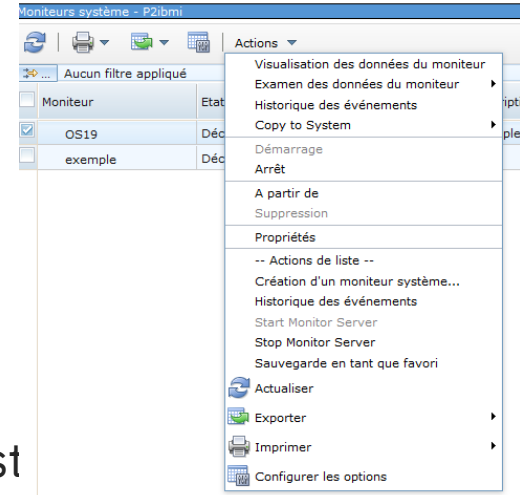 Moniteurs système - P2ibmi
Actions
... Aucun filtre appliqué
Moniteur Etat
OS19 Déc
exemple Déc
Visualisation des données du moniteur
Examen des données du moniteur
Historique des événements
Copy to System
Démarrage
Arrêt
A partir de
Suppression
Propriétés
-- Actions de liste --
Création d'un moniteur système...
Historique des événements
Start Monitor Server
Stop Monitor Server
Sauvegarde en tant que favori
Actualiser
Exporter
Imprimer
Configurer les options
st